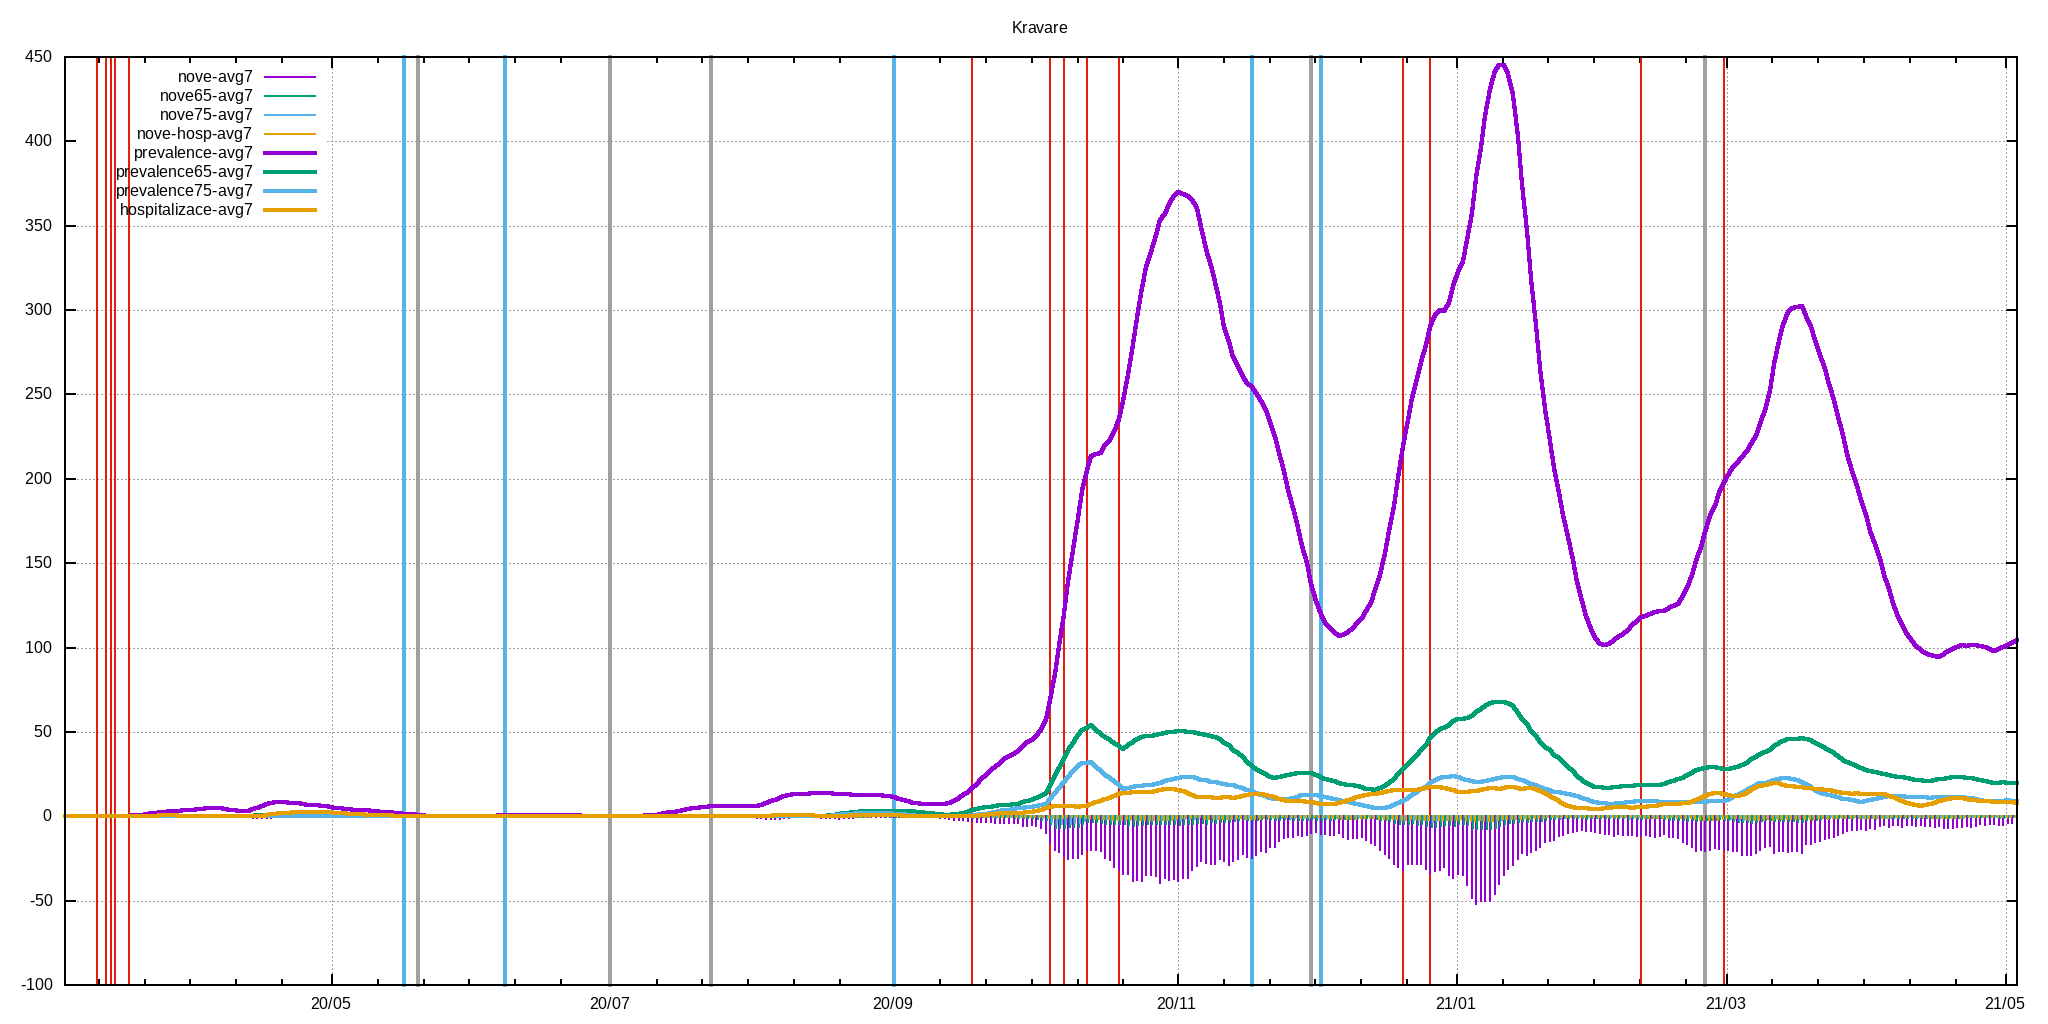 Kravare
450
400
350
300
250
200
150
100
50
0
-50
-100
nove-avg7
nove65-avg7
nove75-avg7
nove-hosp-avg7
prevalence-avg7
prevalence65-avg7
prevalence75-avg7
hospitalizace-avg7
20/05
20/07
20/09
20/11
21/01
21/03
21/05